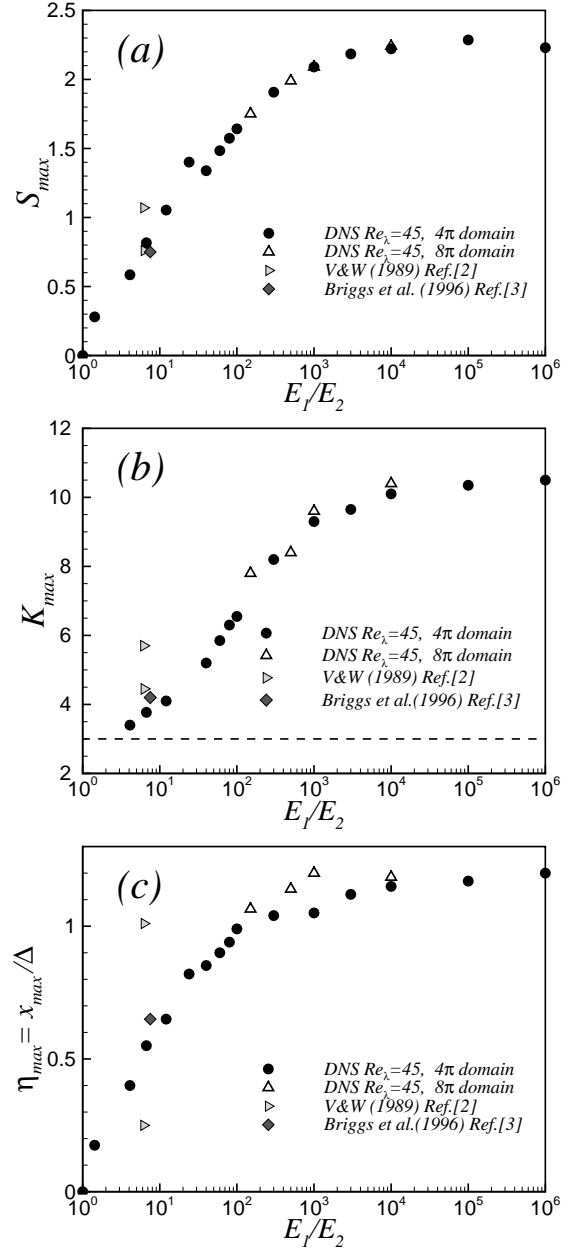 (a)
S_max
2.5
2
1.5
1
0.5
0
DNS Re_λ=45, 4π domain
DNS Re_λ=45, 8π domain
V&W (1989) Ref.[2]
Briggs et al. (1996) Ref.[3]
10^0 10^1 10^2 10^3 10^4 10^5 10^6
E_1/E_2
(b)
K_max
12
10
8
6
4
2
DNS Re_λ=45, 4π domain
DNS Re_λ=45, 8π domain
V&W (1989) Ref.[2]
Briggs et al.(1996) Ref.[3]
10^0 10^1 10^2 10^3 10^4 10^5 10^6
E_1/E_2
(c)
η_max = x_max/Δ
1
0.5
0
DNS Re_λ=45, 4π domain
DNS Re_λ=45, 8π domain
V&W (1989) Ref.[2]
Briggs et al.(1996) Ref.[3]
10^0 10^1 10^2 10^3 10^4 10^5 10^6
E_1/E_2